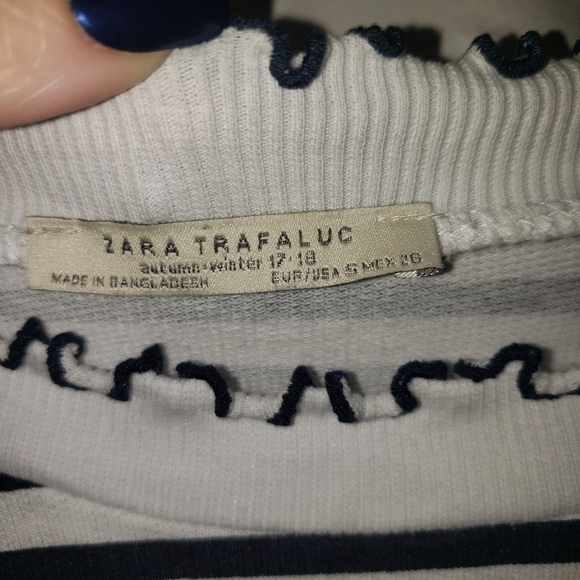 ZARA TRAFALUC
autumn·winter 17·18
MADE IN BANGLADESH EUR/USA S MEX 26